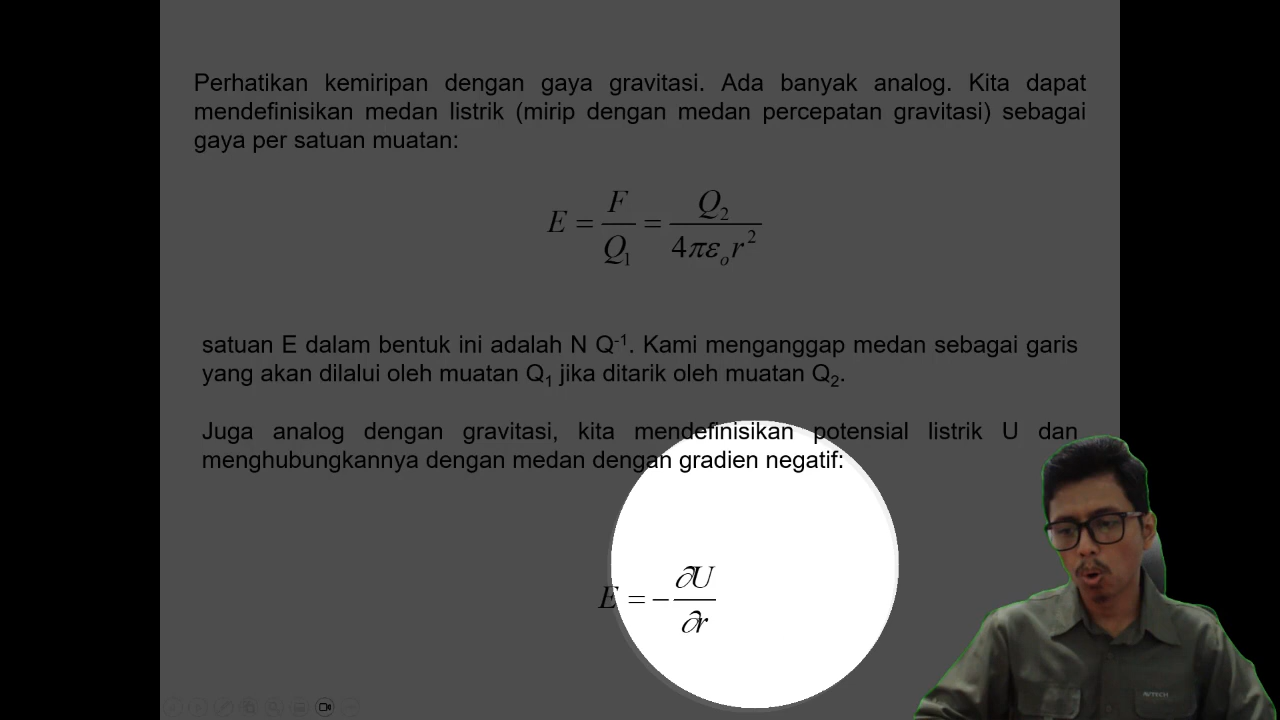 Perhatikan kemiripan dengan gaya gravitasi. Ada banyak analog. Kita dapat
mendefinisikan medan listrik (mirip dengan medan percepatan gravitasi) sebagai
gaya per satuan muatan:
E = F/Q₁ = Q₂/4πε₀r²
satuan E dalam bentuk ini adalah N Q⁻¹. Kami menganggap medan sebagai garis
yang akan dilalui oleh muatan Q₁ jika ditarik oleh muatan Q₂.
Juga analog dengan gravitasi, kita mendefinisikan potensial listrik U dan
menghubungkannya dengan medan dengan gradien negatif:
E = −∂U/∂r
AVTECH